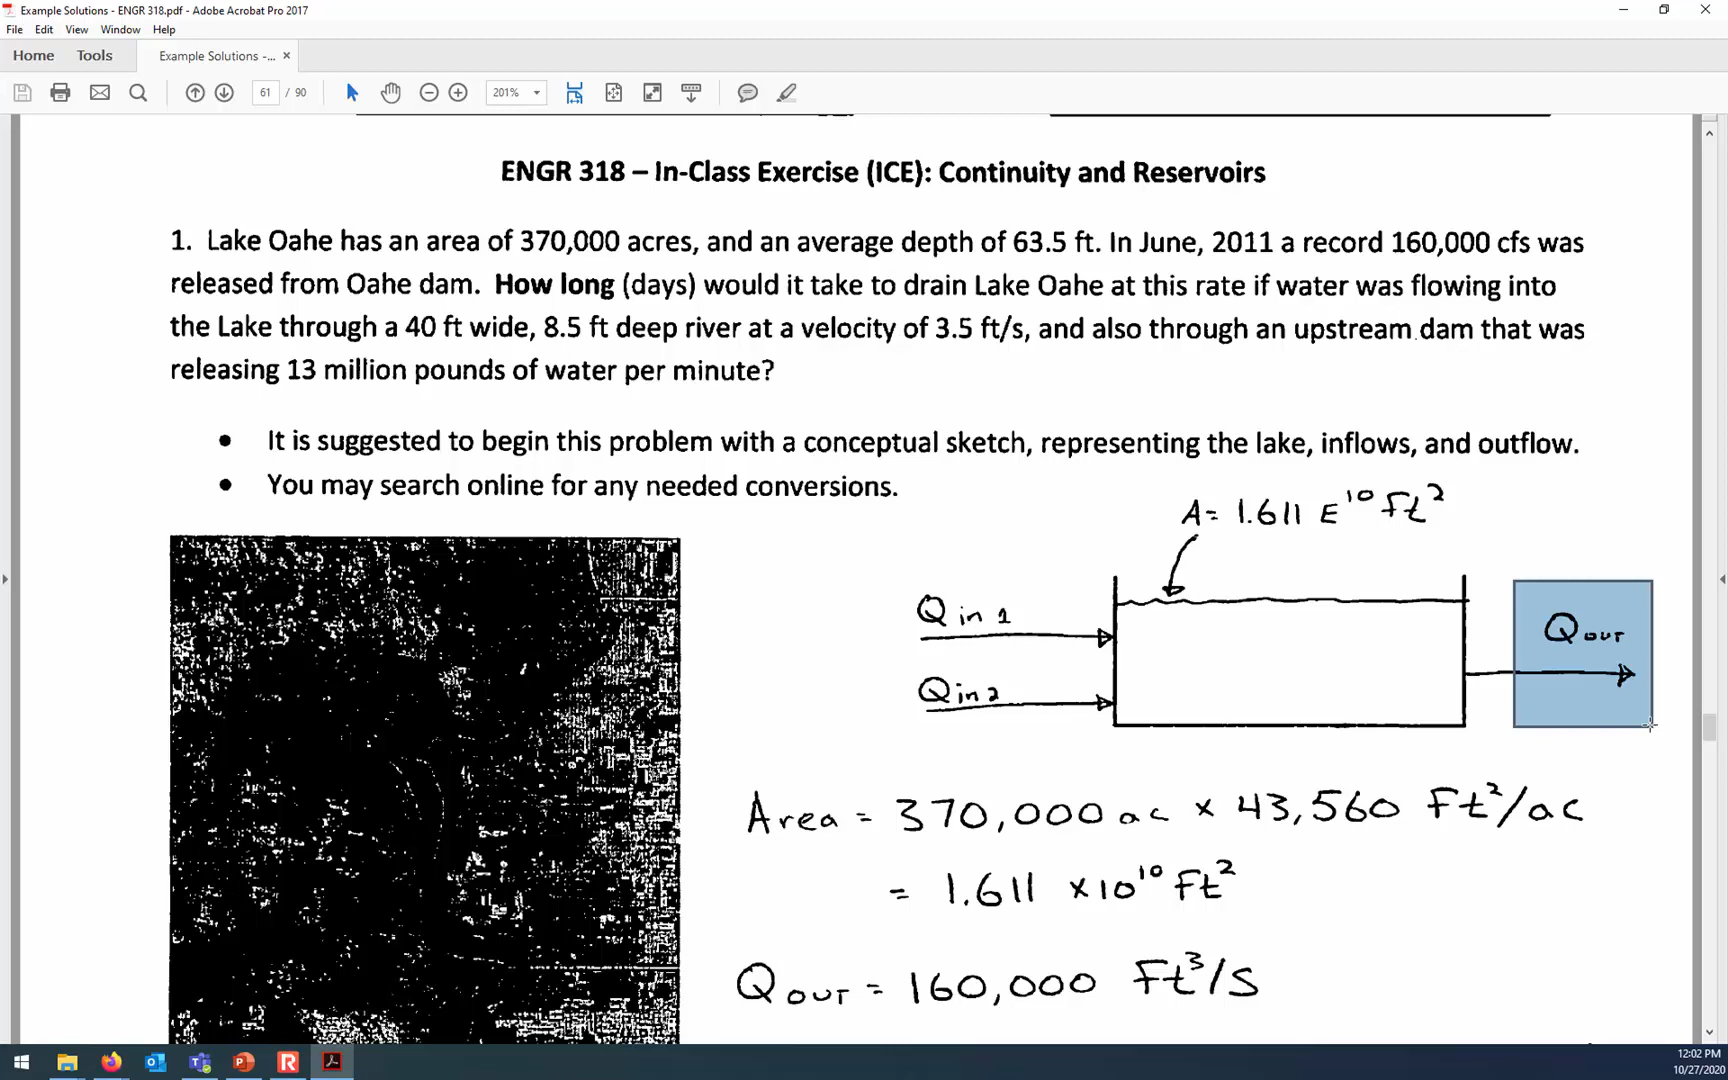 Example Solutions - ENGR 318.pdf - Adobe Acrobat Pro 2017
File Edit View Window Help
Home Tools Example Solutions -... ×
61 / 90 201%
ENGR 318 – In-Class Exercise (ICE): Continuity and Reservoirs
1. Lake Oahe has an area of 370,000 acres, and an average depth of 63.5 ft. In June, 2011 a record 160,000 cfs was
released from Oahe dam. How long (days) would it take to drain Lake Oahe at this rate if water was flowing into
the Lake through a 40 ft wide, 8.5 ft deep river at a velocity of 3.5 ft/s, and also through an upstream dam that was
releasing 13 million pounds of water per minute?
• It is suggested to begin this problem with a conceptual sketch, representing the lake, inflows, and outflow.
• You may search online for any needed conversions.
A= 1.611 E¹⁰ Ft²
Q in 1
Q in 2
Q out
Area = 370,000 ac × 43,560 Ft²/ac
= 1.611 ×10¹⁰ Ft²
Q out = 160,000 Ft³/s
12:02 PM
10/27/2020